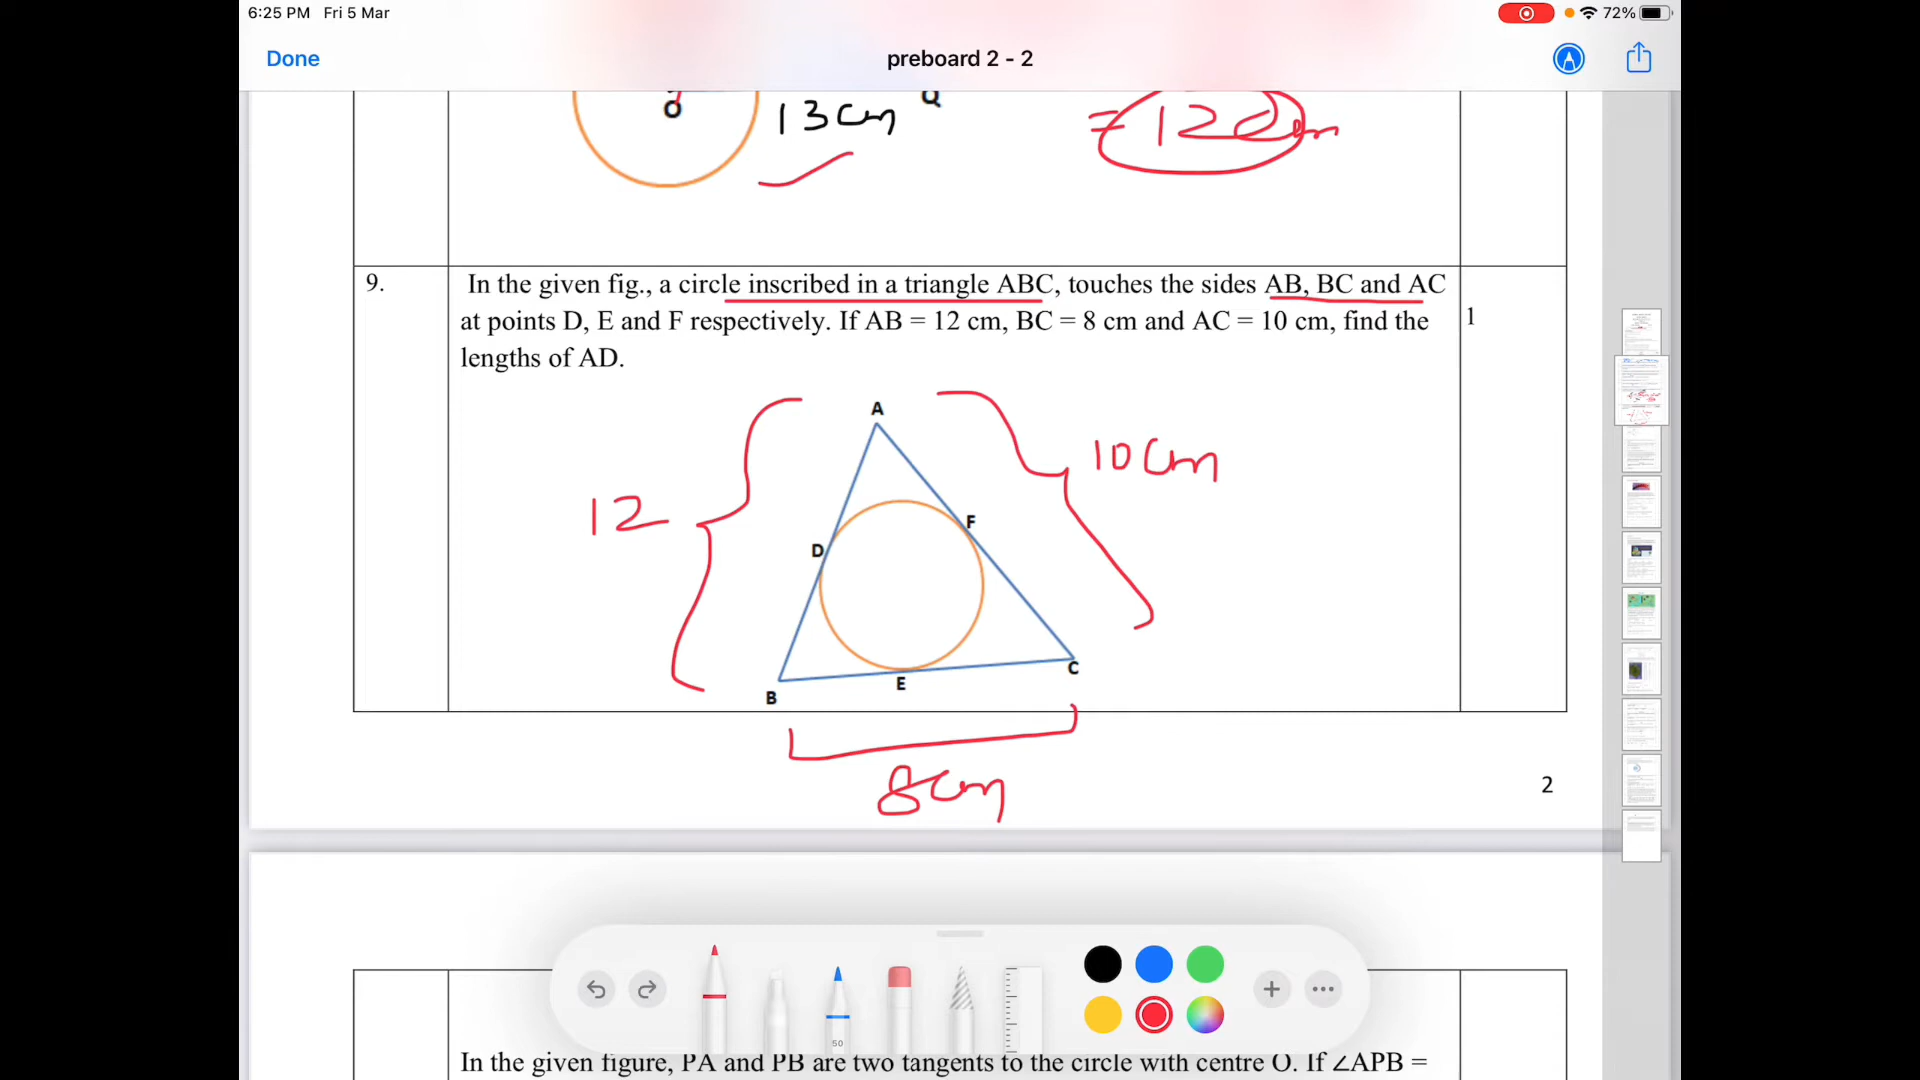 6:25 PM Fri 5 Mar
72%
Done
preboard 2 - 2
O
13cm
Q
9.
In the given fig., a circle inscribed in a triangle ABC, touches the sides AB, BC and AC
at points D, E and F respectively. If AB = 12 cm, BC = 8 cm and AC = 10 cm, find the
lengths of AD.
1
A
10cm
12
F
D
C
E
B
8cm
2
50
In the given figure, PA and PB are two tangents to the circle with centre O. If ∠APB =